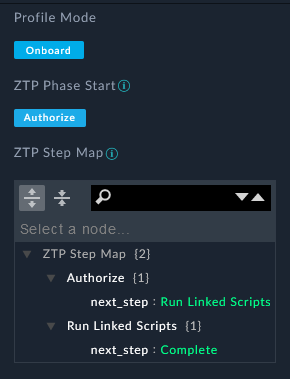 Profile Mode
Onboard
ZTP Phase Start
Authorize
ZTP Step Map
Select a node...
ZTP Step Map {2}
Authorize {1}
next_step : Run Linked Scripts
Run Linked Scripts {1}
next_step : Complete